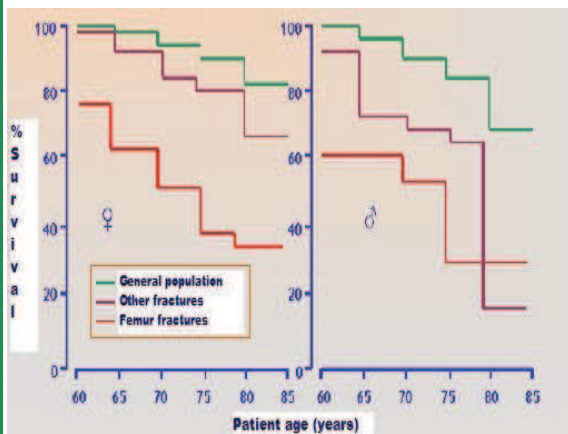 100
80
60
40
20
0
%
S
u
r
v
i
v
a
l
♀
General population
Other fractures
Femur fractures
60 65 70 75 80 85
100
80
60
40
20
0
♂
60 65 70 75 80 85
Patient age (years)